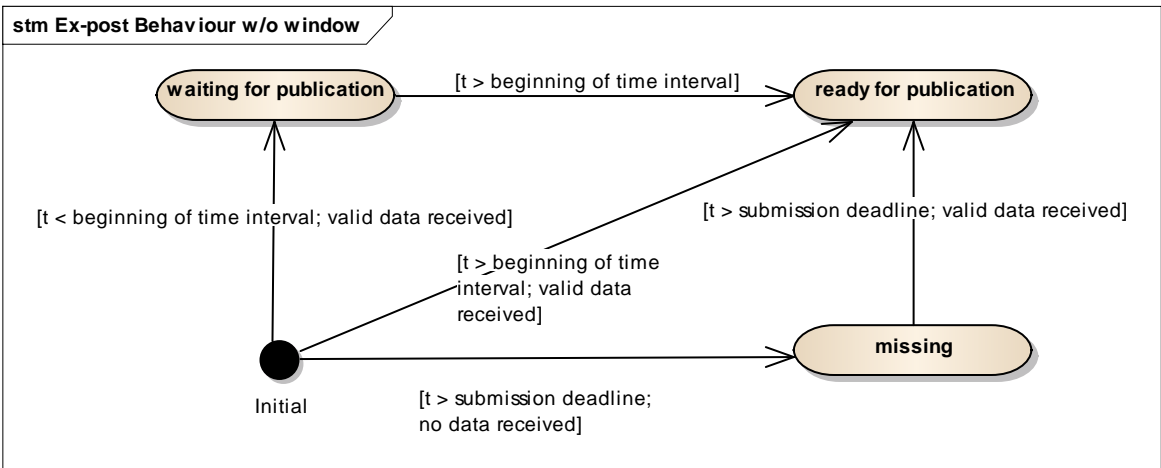 stm Ex-post Behaviour w/o window
waiting for publication
[t > beginning of time interval]
ready for publication
[t < beginning of time interval; valid data received]
[t > submission deadline; valid data received]
[t > beginning of time
interval; valid data
received]
missing
Initial
[t > submission deadline;
no data received]